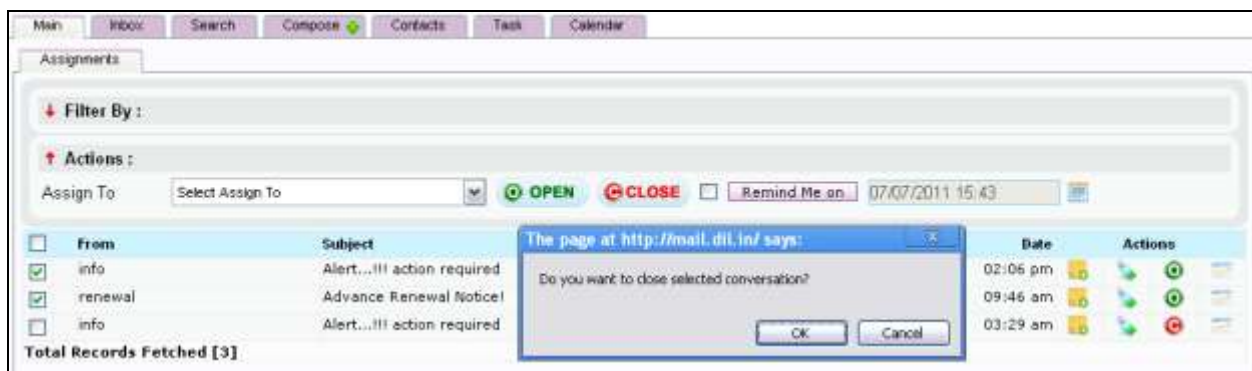 Main Inbox Search Compose Contacts Task Calendar
Assignments
Filter By :
Actions :
Assign To Select Assign To OPEN CLOSE Remind Me on 07/07/2011 15:43
From Subject Date Actions
The page at http://mail.dil.in/ says:
info Alert...!!! action required 02:06 pm
Do you want to close selected conversation?
renewal Advance Renewal Notice! 09:46 am
info Alert...!!! action required 03:29 am
OK Cancel
Total Records Fetched [3]